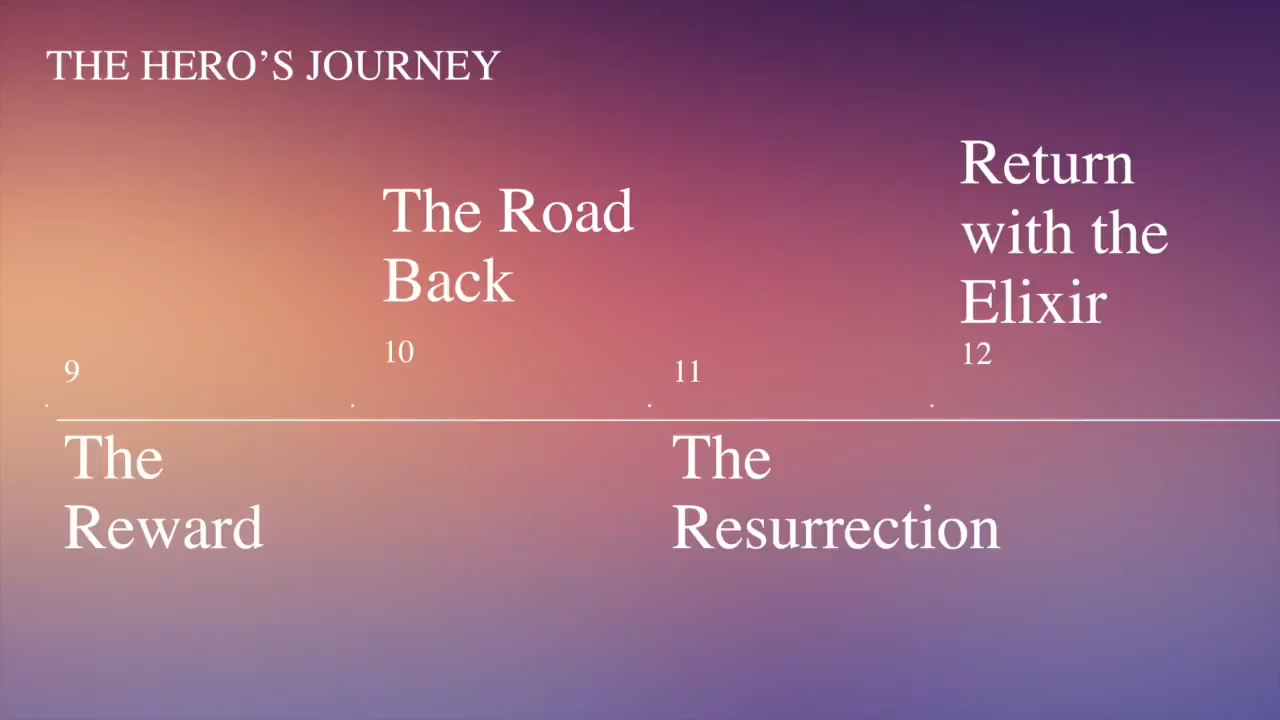 THE HERO’S JOURNEY
9
The
Reward
The Road
Back
10
11
The
Resurrection
Return
with the
Elixir
12